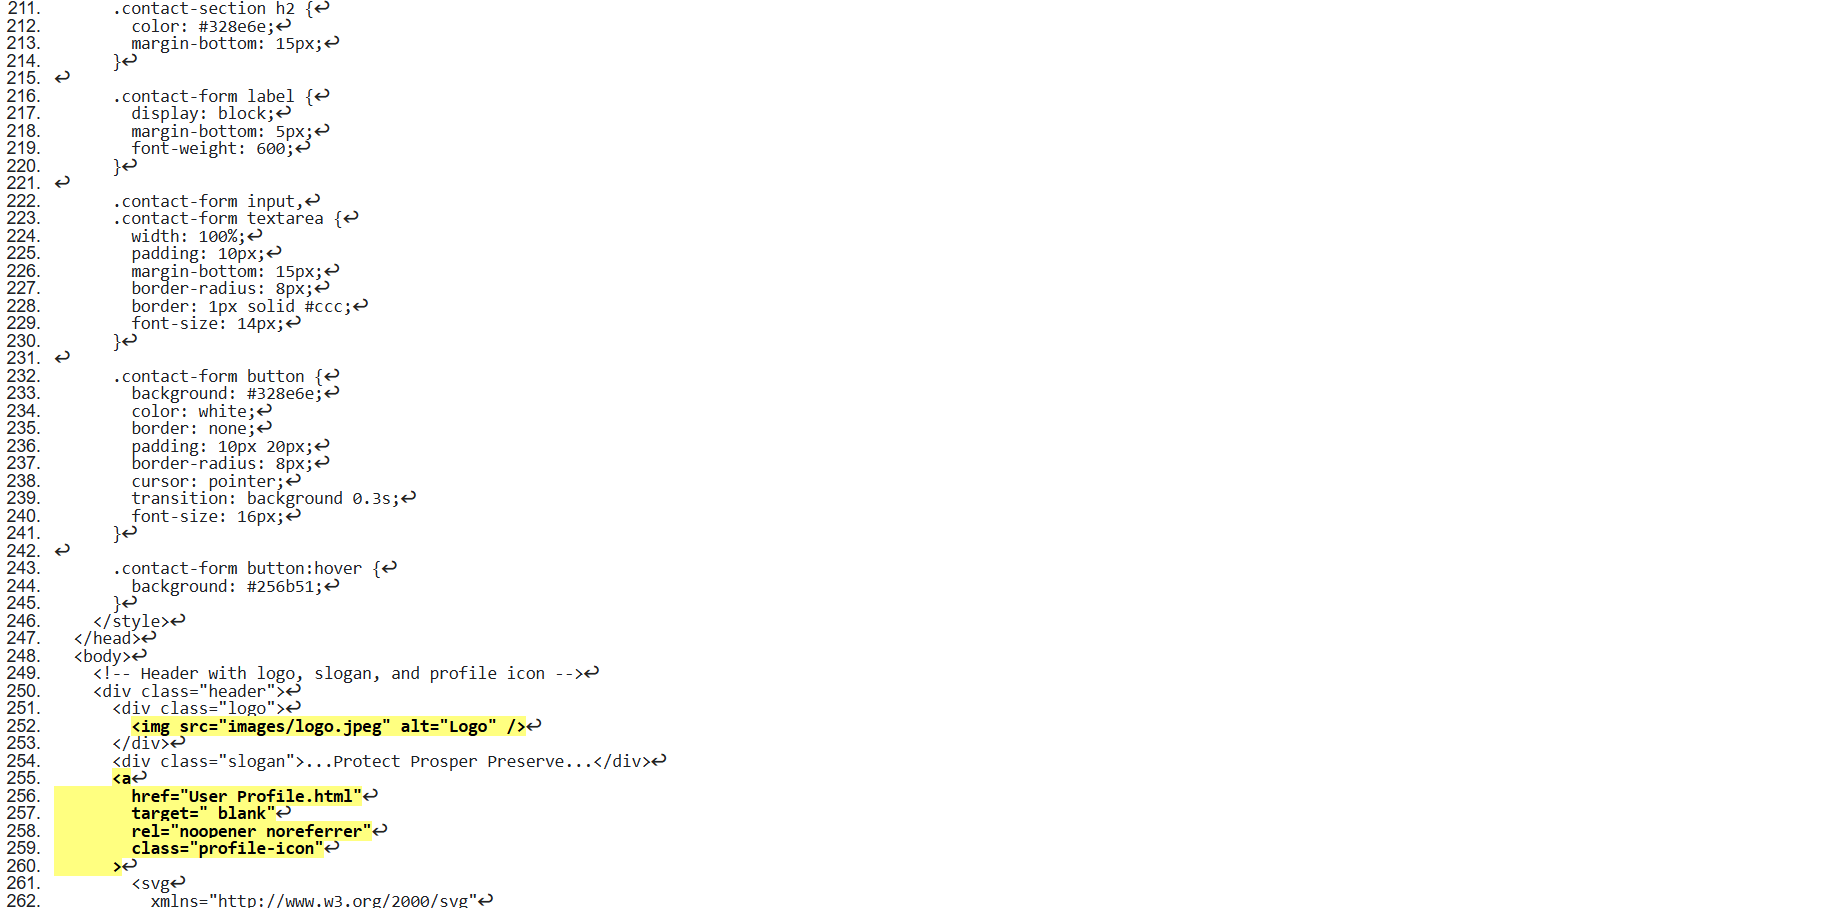 211. .contact-section h2 {↩
212. color: #328e6e;↩
213. margin-bottom: 15px;↩
214. }↩
215. ↩
216. .contact-form label {↩
217. display: block;↩
218. margin-bottom: 5px;↩
219. font-weight: 600;↩
220. }↩
221. ↩
222. .contact-form input,↩
223. .contact-form textarea {↩
224. width: 100%;↩
225. padding: 10px;↩
226. margin-bottom: 15px;↩
227. border-radius: 8px;↩
228. border: 1px solid #ccc;↩
229. font-size: 14px;↩
230. }↩
231. ↩
232. .contact-form button {↩
233. background: #328e6e;↩
234. color: white;↩
235. border: none;↩
236. padding: 10px 20px;↩
237. border-radius: 8px;↩
238. cursor: pointer;↩
239. transition: background 0.3s;↩
240. font-size: 16px;↩
241. }↩
242. ↩
243. .contact-form button:hover {↩
244. background: #256b51;↩
245. }↩
246. </style>↩
247. </head>↩
248. <body>↩
249. <!-- Header with logo, slogan, and profile icon -->↩
250. <div class="header">↩
251. <div class="logo">↩
252. <img src="images/logo.jpeg" alt="Logo" />↩
253. </div>↩
254. <div class="slogan">...Protect Prosper Preserve...</div>↩
255. <a↩
256. href="User Profile.html"↩
257. target=" blank"↩
258. rel="noopener noreferrer"↩
259. class="profile-icon"↩
260. >↩
261. <svg↩
262. xmlns="http://www.w3.org/2000/svg"↩